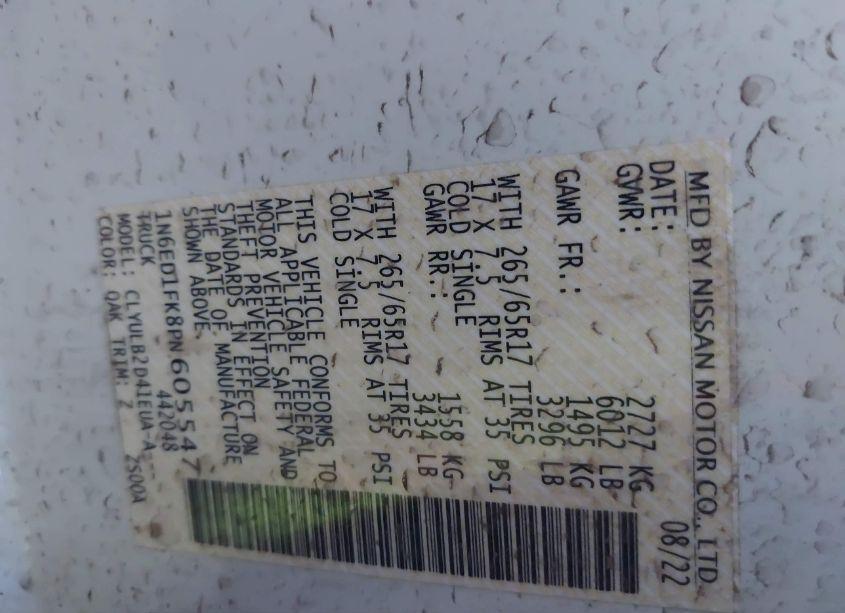 MFD BY NISSAN MOTOR CO., LTD
DATE: 08/22
GVWR: 2727 KG
6012 LB
GAWR FR.: 1495 KG
3296 LB
WITH 265/65R17 TIRES
17 X 7.5 RIMS AT 35 PSI
COLD SINGLE
GAWR RR.: 1558 KG
3434 LB
WITH 265/65R17 TIRES
17 X 7.5 RIMS AT 35 PSI
COLD SINGLE
THIS VEHICLE CONFORMS TO
ALL APPLICABLE FEDERAL
MOTOR VEHICLE SAFETY AND
THEFT PREVENTION
STANDARDS IN EFFECT ON
THE DATE OF MANUFACTURE
SHOWN ABOVE
1N6ED1FK8PN605547
TRUCK 442048
MODEL: CLYULB2D41EUA-A---
COLOR: QAK TRIM: Z 2500A